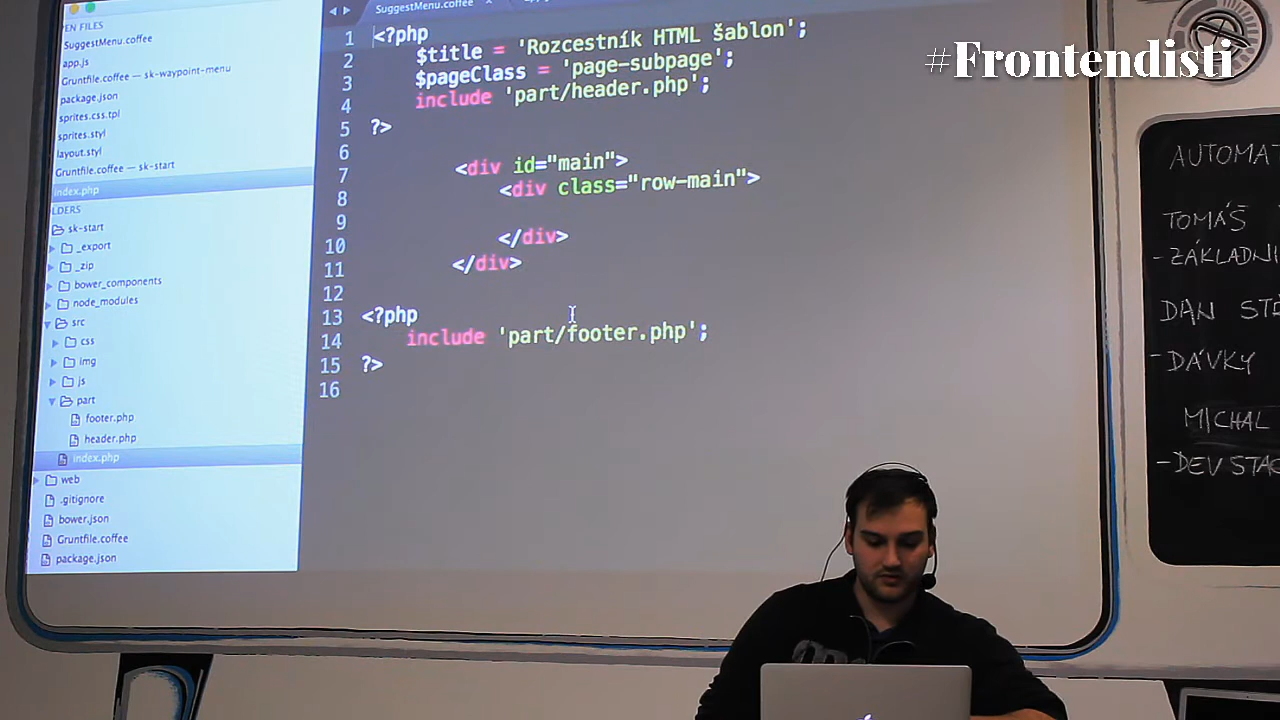 SuggestMenu.coffee
#Frontendisti
EN FILES
SuggestMenu.coffee
app.js
Gruntfile.coffee — sk-waypoint-menu
package.json
sprites.css.tpl
sprites.styl
layout.styl
Gruntfile.coffee — sk-start
index.php
LDERS
sk-start
_export
_zip
bower_components
node_modules
src
css
img
js
part
footer.php
header.php
index.php
web
.gitignore
bower.json
Gruntfile.coffee
package.json
1 <?php
2 $title = 'Rozcestník HTML šablon';
3 $pageClass = 'page-subpage';
4 include 'part/header.php';
5 ?>
6
7 <div id="main">
8 <div class="row-main">
9
10 </div>
11 </div>
12
13 <?php
14 include 'part/footer.php';
15 ?>
16
AUTOMAT
TOMÁŠ
- ZÁKLADNÍ
DAN STR
- DÁVKY
MICHAL
- DEV STAC